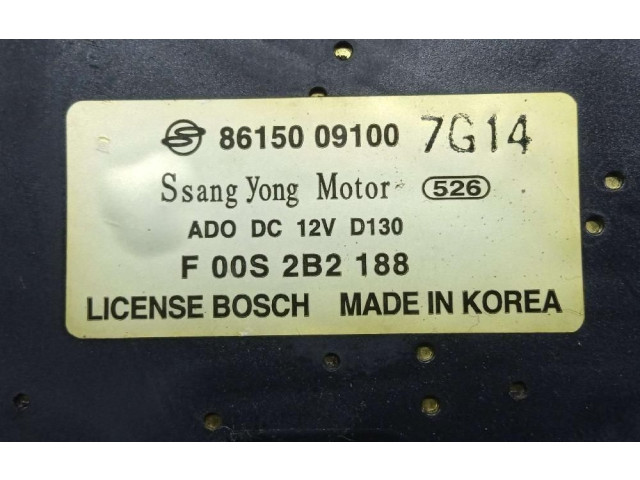 86150 09100 7G14
Ssang Yong Motor 526
ADO DC 12V D130
F 00S 2B2 188
LICENSE BOSCH MADE IN KOREA